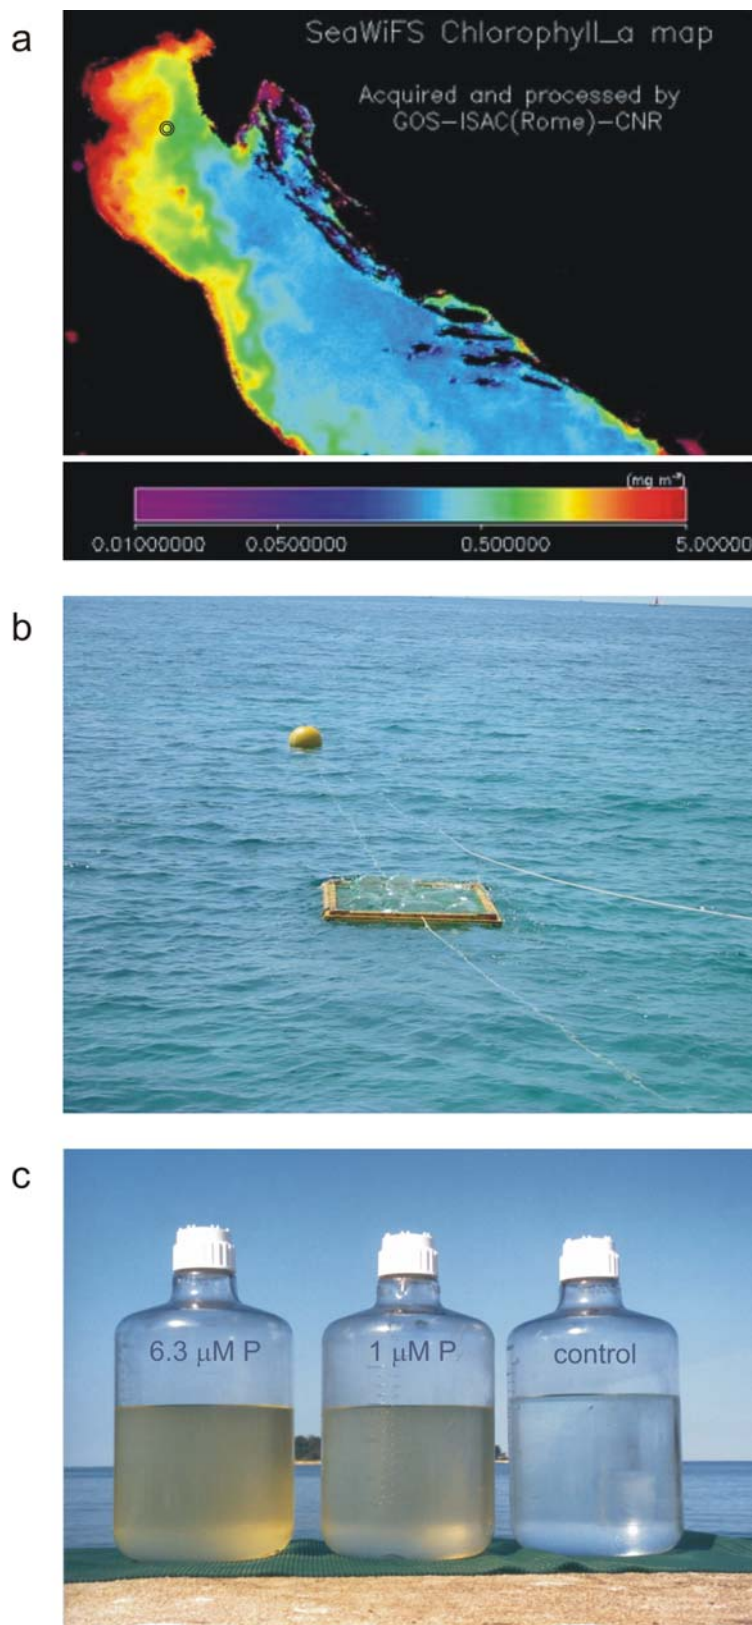 a
SeaWiFS Chlorophyll_a map
Acquired and processed by
GOS-ISAC(Rome)-CNR
(mg m⁻³)
0.01000000 0.0500000 0.500000 5.00000
b
c
6.3 μM P 1 μM P control